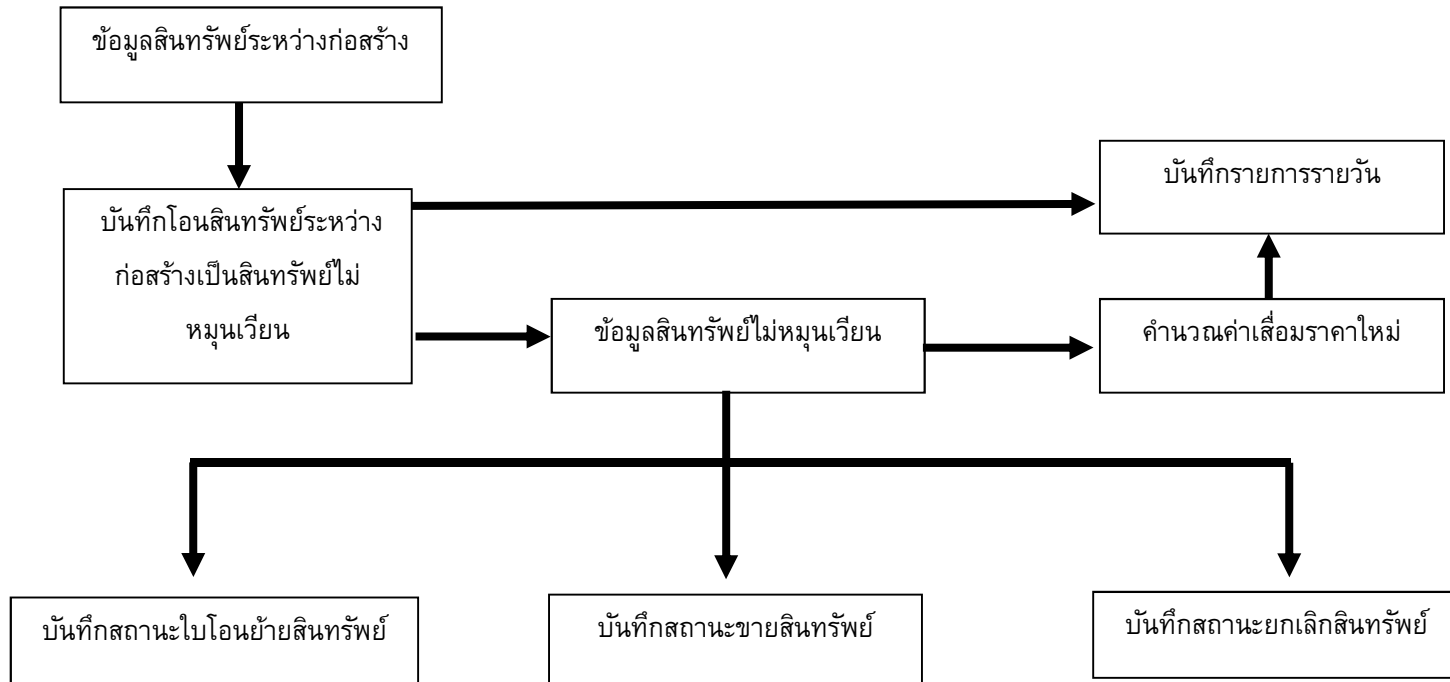 ข้อมูลสินทรัพย์ระหว่างก่อสร้าง
บันทึกรายการรายวัน
บันทึกโอนสินทรัพย์ระหว่าง
ก่อสร้างเป็นสินทรัพย์ไม่
หมุนเวียน
ข้อมูลสินทรัพย์ไม่หมุนเวียน
คำนวณค่าเสื่อมราคาใหม่
บันทึกสถานะใบโอนย้ายสินทรัพย์
บันทึกสถานะขายสินทรัพย์
บันทึกสถานะยกเลิกสินทรัพย์